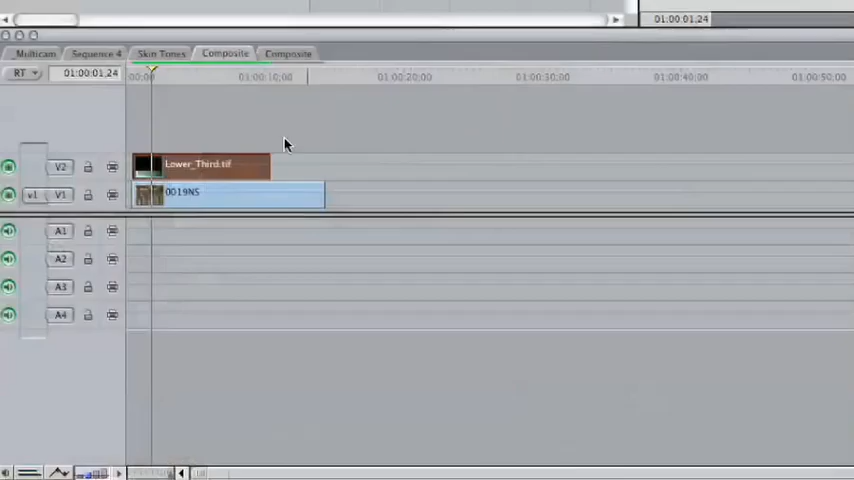 01:00:01;24
Multicam Sequence 4 Skin Tones Composite Composite
RT 01:00:01;24 00:00 01:00:10;00 01:00:20;00 01:00:30;00 01:00:40;00 01:00:50;00
V2 Lower_Third.tif
v1 V1 0019NS
A1
A2
A3
A4